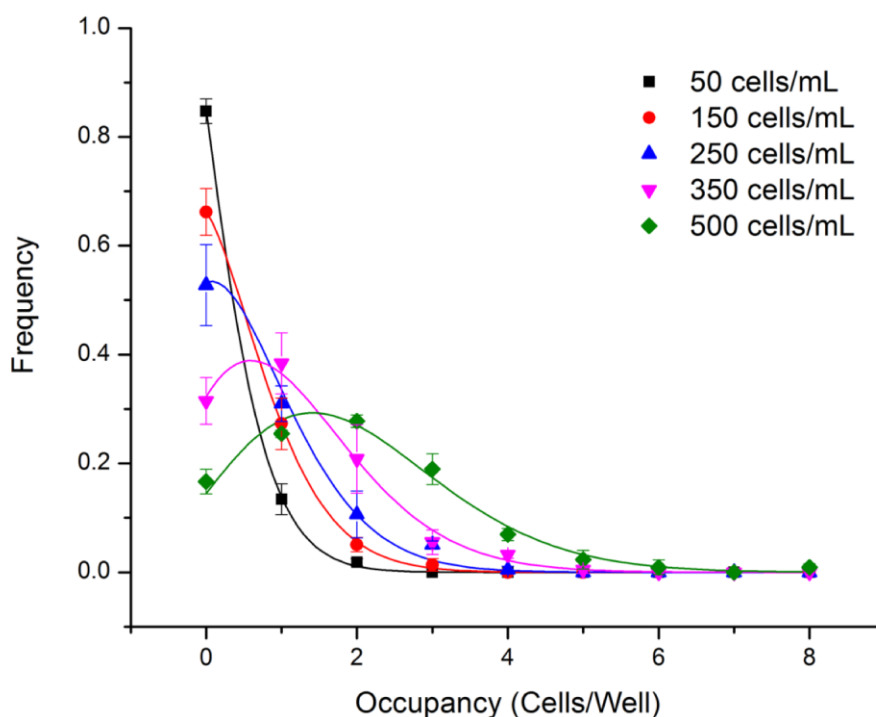 1.0
0.8
0.6
0.4
0.2
0.0
Frequency
50 cells/mL
150 cells/mL
250 cells/mL
350 cells/mL
500 cells/mL
0 2 4 6 8
Occupancy (Cells/Well)